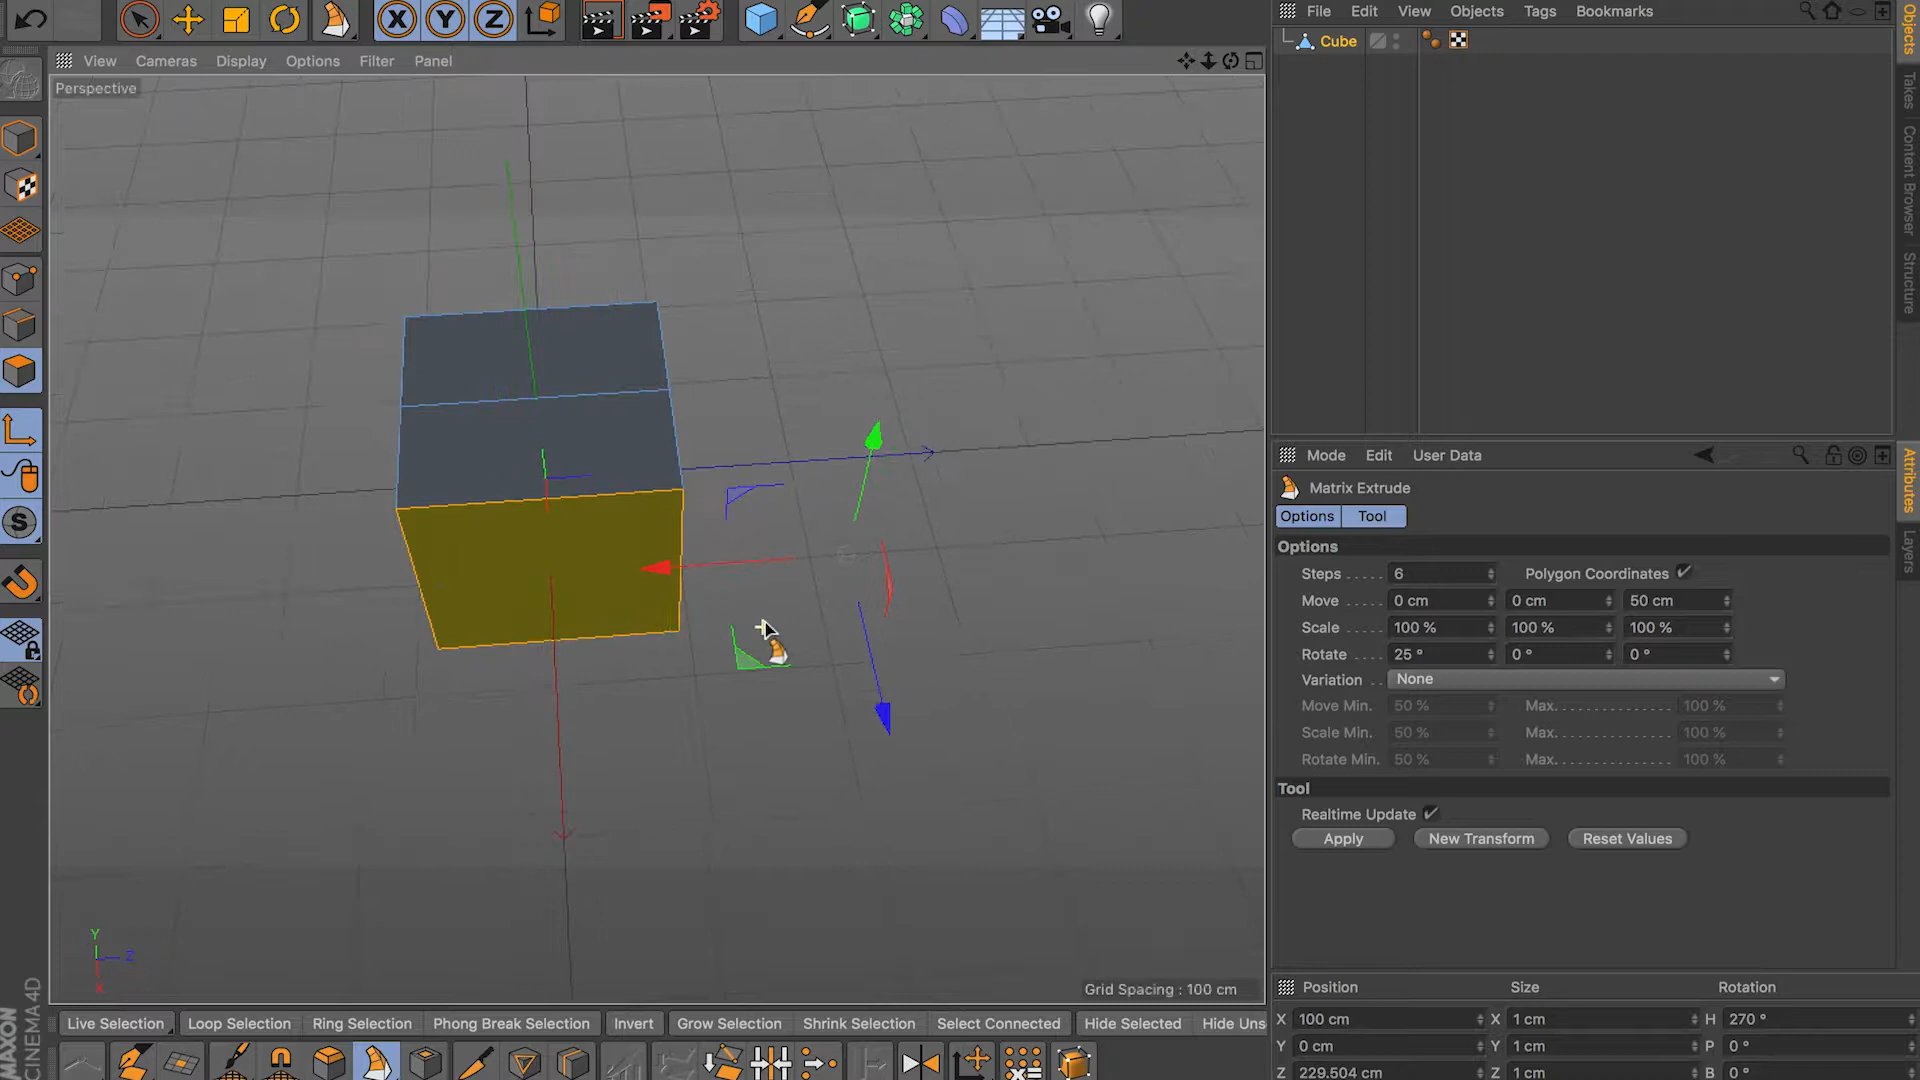 File Edit View Objects Tags Bookmarks
Cube
View Cameras Display Options Filter Panel
Perspective
Objects
Takes
Content Browser
Structure
Mode Edit User Data
Attributes
Layers
Matrix Extrude
Options Tool
Options
Steps . . . . . 6 Polygon Coordinates
Move . . . . . 0 cm 0 cm 50 cm
Scale . . . . . 100 % 100 % 100 %
Rotate . . . . 25 ° 0 ° 0 °
Variation . . None
Move Min. 50 % Max. . . . . . . . . . . . . . . . 100 %
Scale Min. 50 % Max. . . . . . . . . . . . . . . . 100 %
Rotate Min. 50 % Max. . . . . . . . . . . . . . . . 100 %
Tool
Realtime Update
Apply New Transform Reset Values
X Y Z
S
Y
Z
X
Grid Spacing : 100 cm
MAXON
CINEMA 4D
Live Selection Loop Selection Ring Selection Phong Break Selection Invert Grow Selection Shrink Selection Select Connected Hide Selected Hide Uns
Position Size Rotation
X 100 cm X 1 cm H 270 °
Y 0 cm Y 1 cm P 0 °
Z 229.504 cm Z 1 cm B 0 °